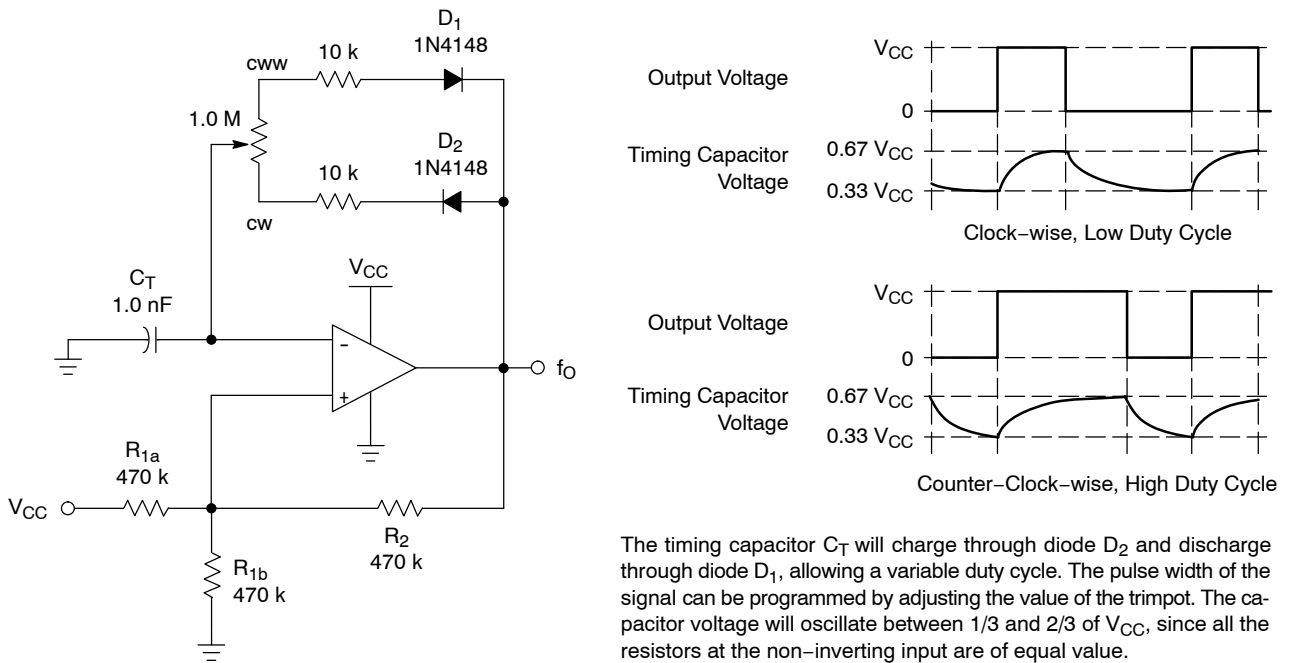 D1
1N4148
10 k
cww
1.0 M
D2
1N4148
10 k
cw
CT
1.0 nF
VCC
-
+
fO
R1a
470 k
VCC
R2
470 k
R1b
470 k
Output Voltage
VCC
0
Timing Capacitor
Voltage
0.67 VCC
0.33 VCC
Clock−wise, Low Duty Cycle
Output Voltage
VCC
0
Timing Capacitor
Voltage
0.67 VCC
0.33 VCC
Counter−Clock−wise, High Duty Cycle
The timing capacitor CT will charge through diode D2 and discharge
through diode D1, allowing a variable duty cycle. The pulse width of the
signal can be programmed by adjusting the value of the trimpot. The ca-
pacitor voltage will oscillate between 1/3 and 2/3 of VCC, since all the
resistors at the non−inverting input are of equal value.